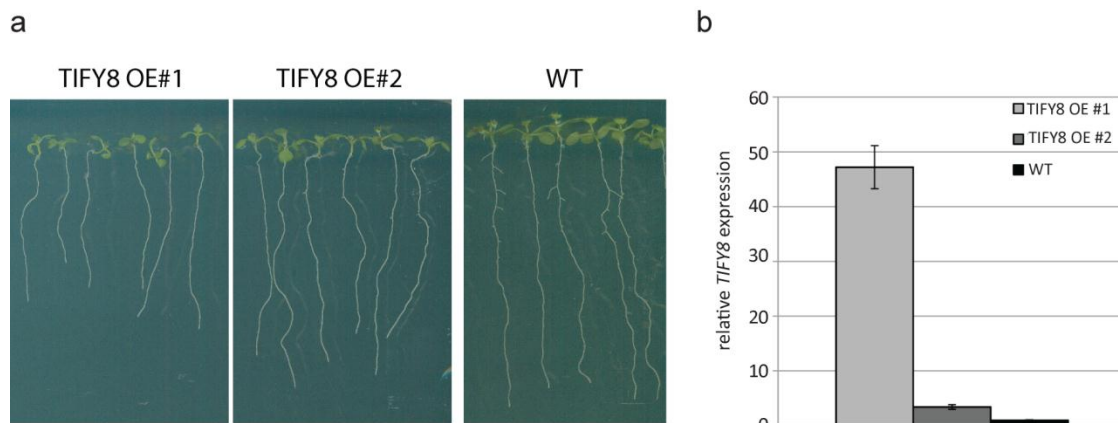 a
TIFY8 OE#1
TIFY8 OE#2
WT
b
relative TIFY8 expression
60
50
40
30
20
10
0
TIFY8 OE #1
TIFY8 OE #2
WT